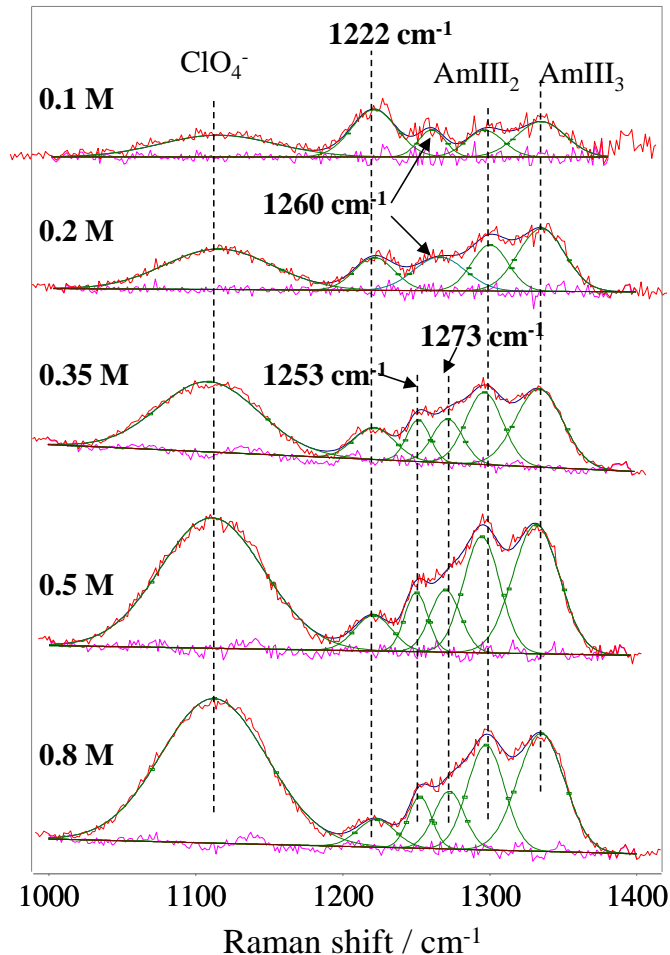 1222 cm⁻¹
ClO₄⁻
AmIII₂
AmIII₃
0.1 M
1260 cm⁻¹
0.2 M
1273 cm⁻¹
0.35 M
1253 cm⁻¹
0.5 M
0.8 M
1000 1100 1200 1300 1400
Raman shift / cm⁻¹